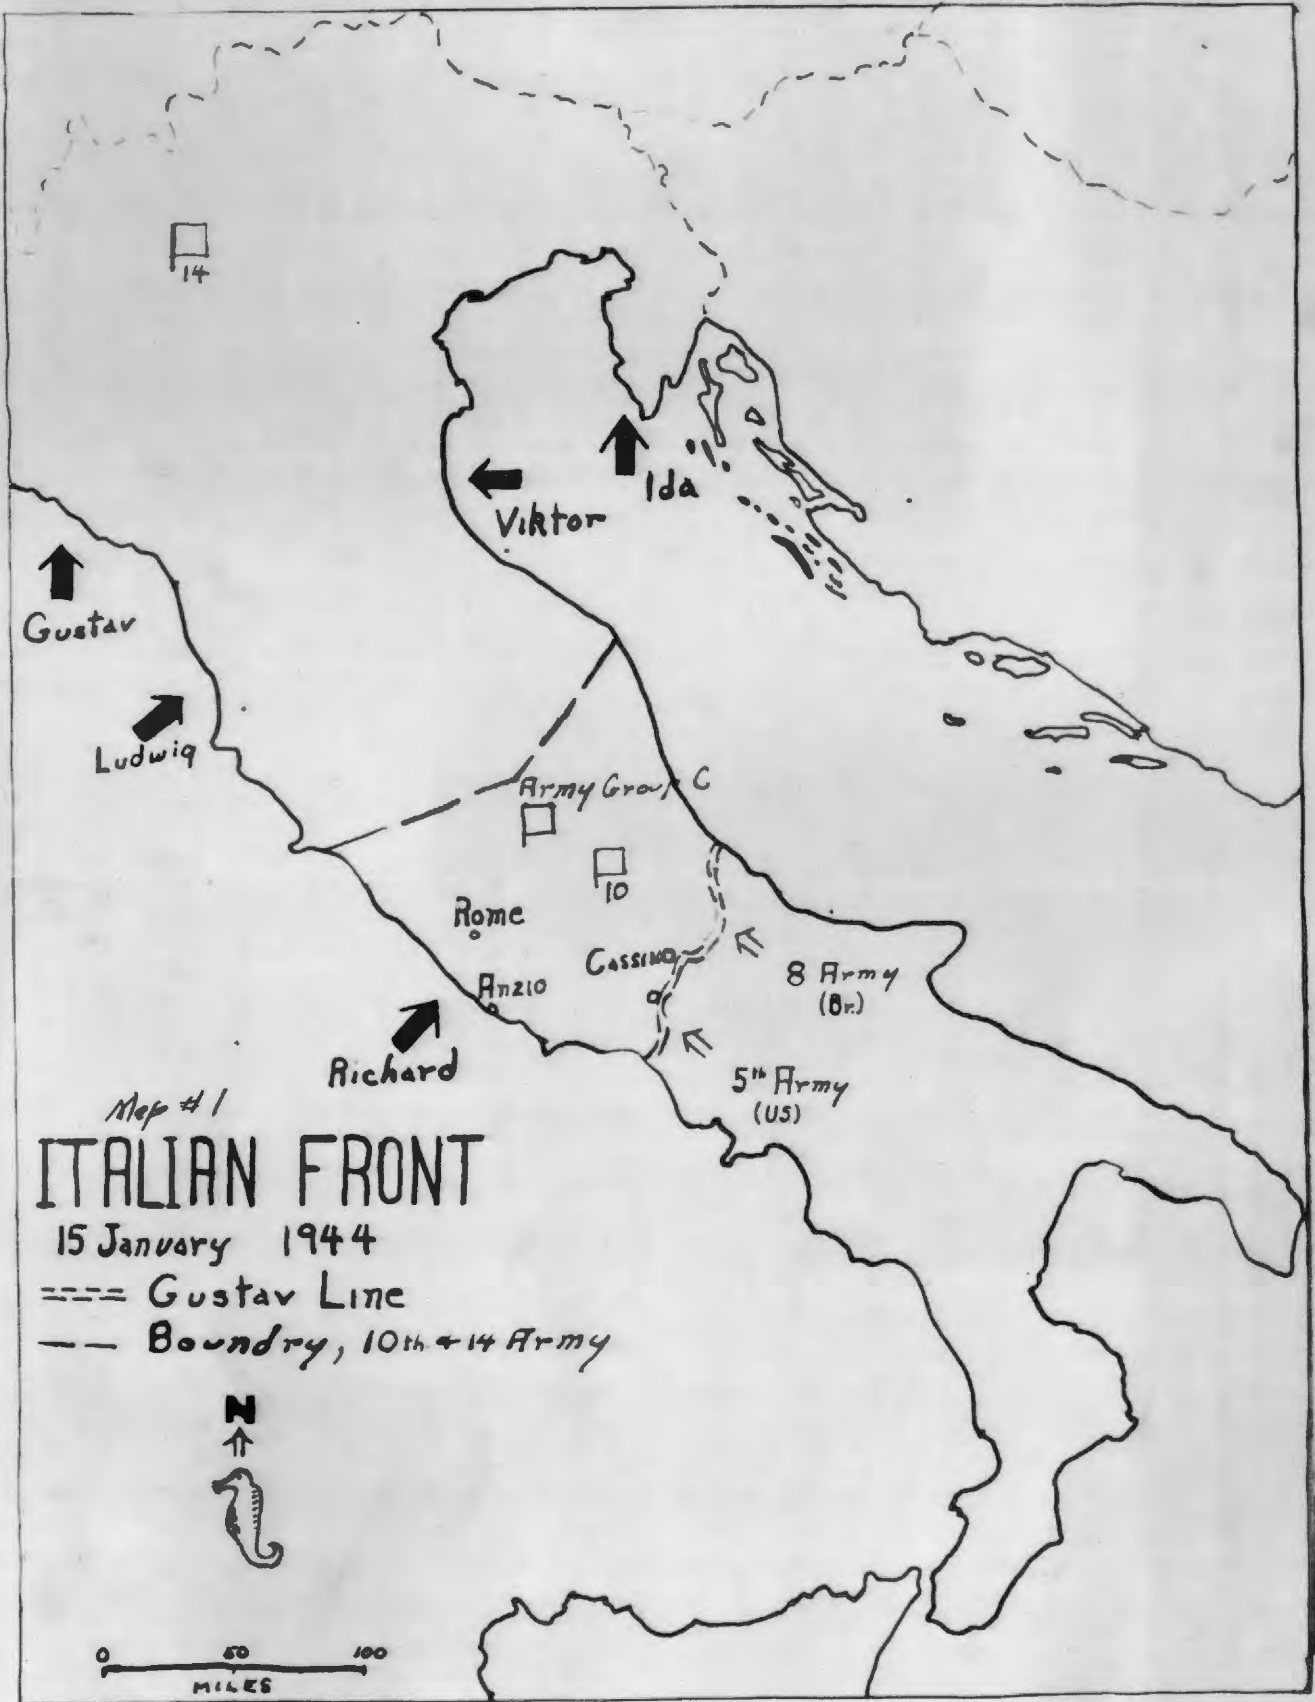 14
Ida
Viktor
Gustav
Ludwig
Army Group C
10
Rome
Cassino
Anzio
8 Army
(Br.)
Richard
5th Army
(US)
Map #1
ITALIAN FRONT
15 January 1944
Gustav Line
Boundry, 10th + 14 Army
N
0 50 100
MILES